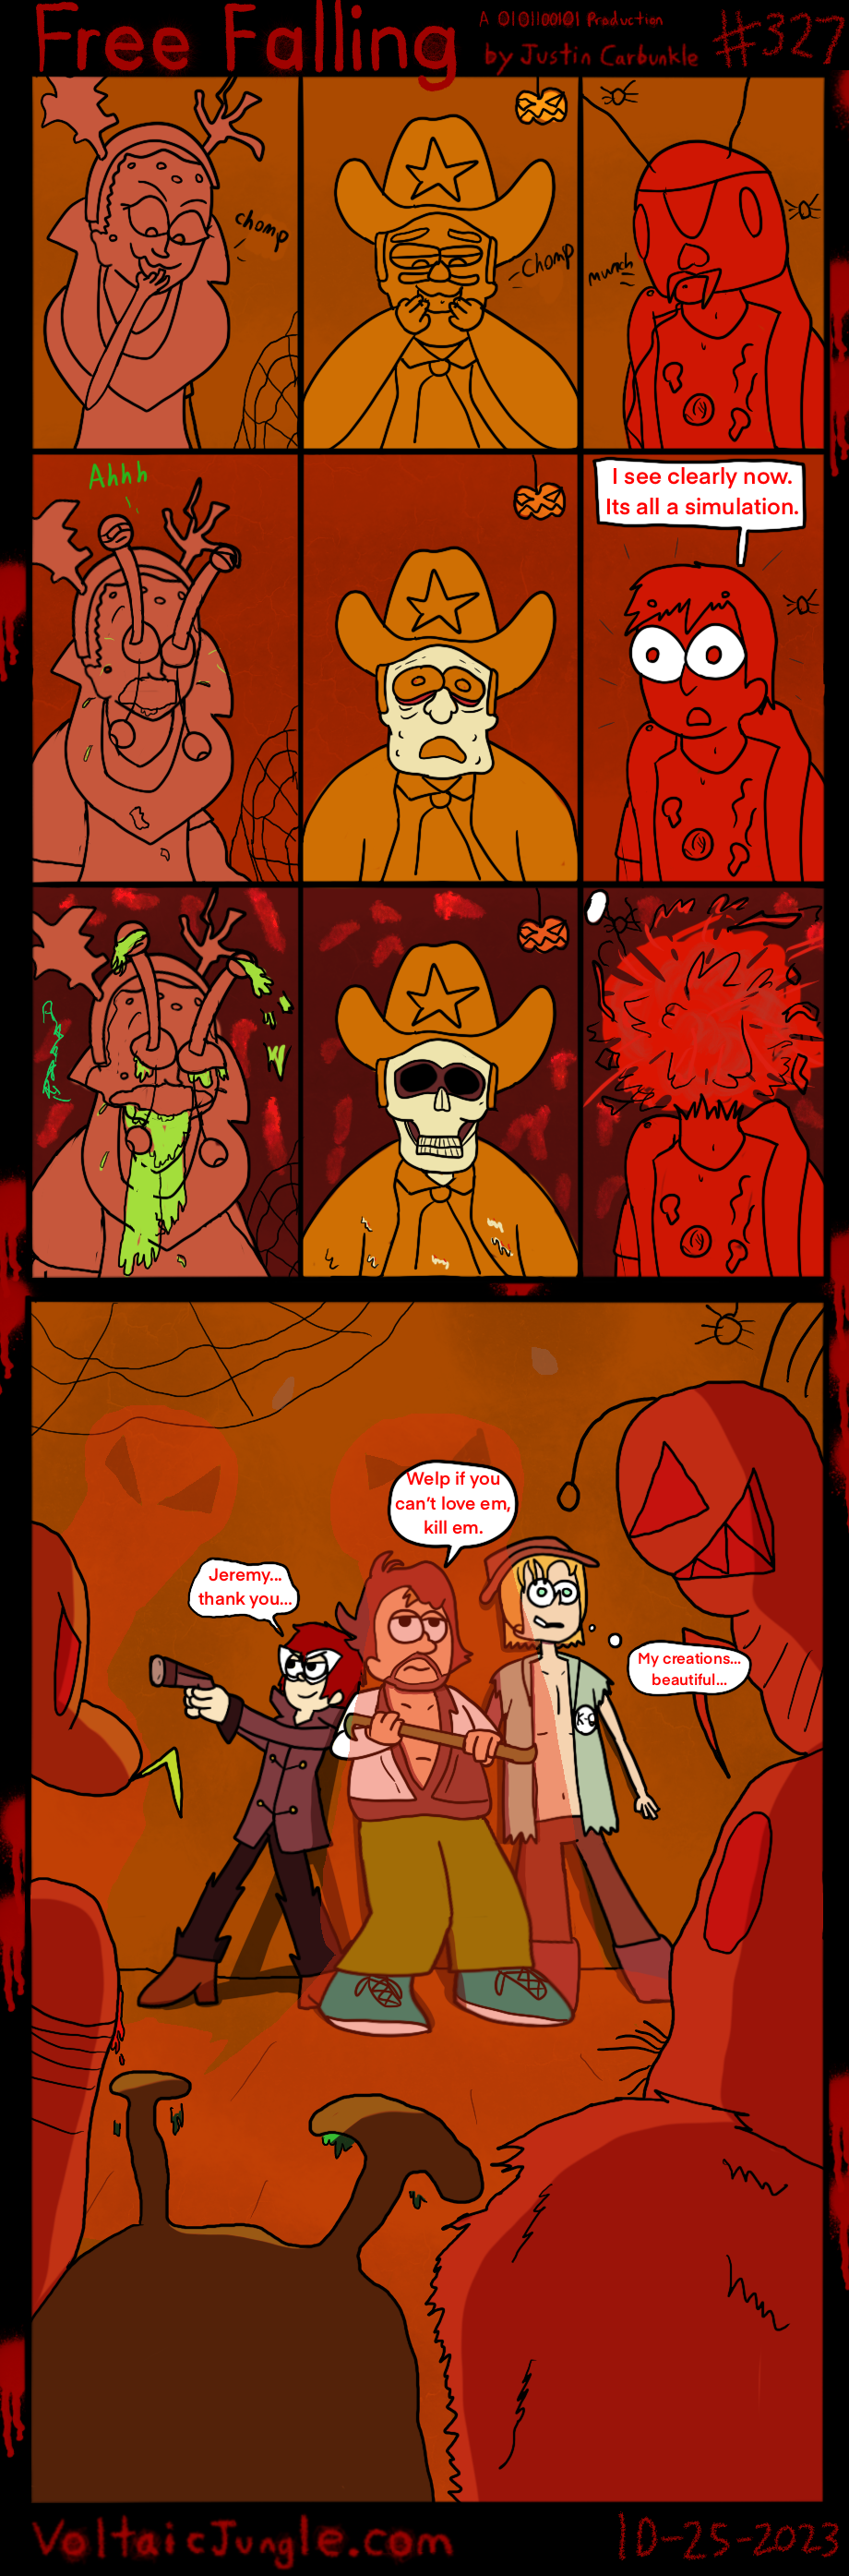 Free Falling
A 0101100101 Production
by Justin Carbunkle
#327
chomp
Chomp
munch
Ahhh
I see clearly now.
Its all a simulation.
Welp if you
can't love em,
kill em.
Jeremy...
thank you...
My creations...
beautiful...
VoltaicJungle.com
10-25-2023